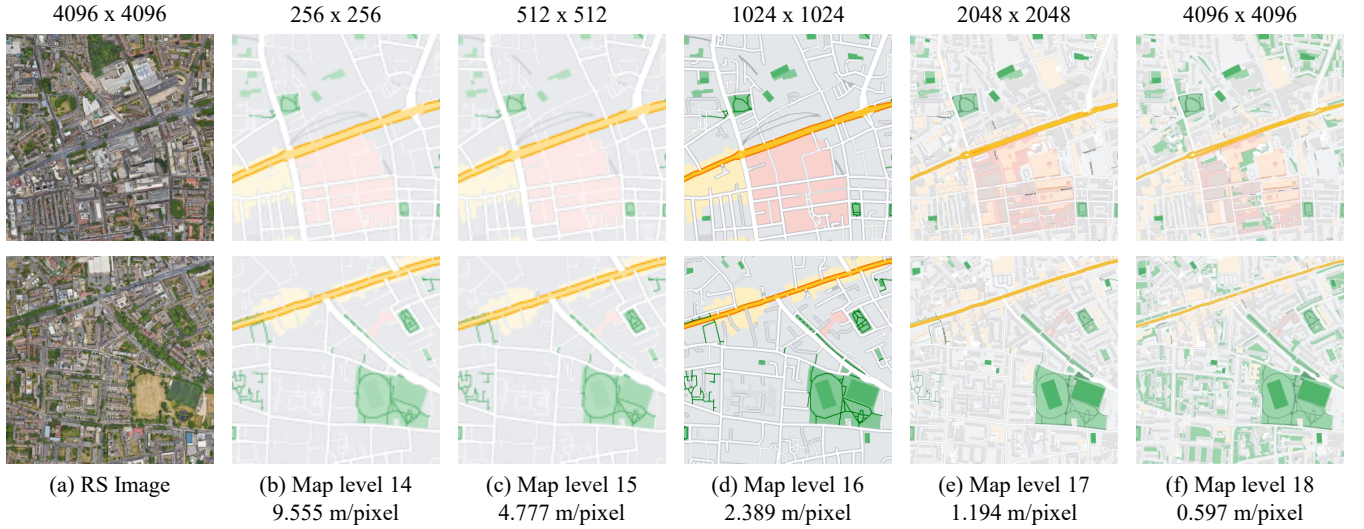 4096 x 4096
256 x 256
512 x 512
1024 x 1024
2048 x 2048
4096 x 4096
(a) RS Image
(b) Map level 14
(c) Map level 15
(d) Map level 16
(e) Map level 17
(f) Map level 18
9.555 m/pixel
4.777 m/pixel
2.389 m/pixel
1.194 m/pixel
0.597 m/pixel